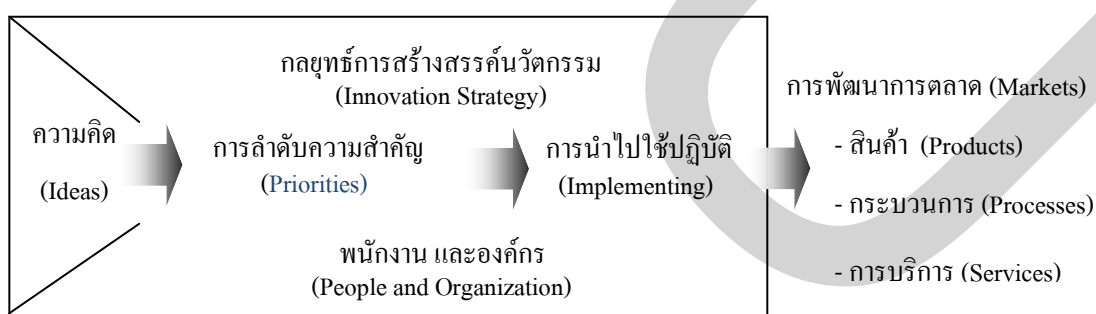 กลยุทธ์การสร้างสรรค์นวัตกรรม
(Innovation Strategy)
ความคิด
(Ideas)
การลำดับความสำคัญ
(Priorities)
การนำไปใช้ปฏิบัติ
(Implementing)
พนักงาน และองค์กร
(People and Organization)
การพัฒนาการตลาด (Markets)
- สินค้า (Products)
- กระบวนการ (Processes)
- การบริการ (Services)